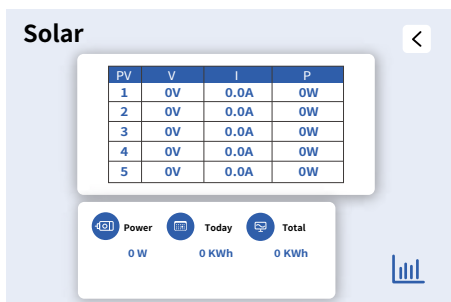 Solar
PV V I P
1 0V 0.0A 0W
2 0V 0.0A 0W
3 0V 0.0A 0W
4 0V 0.0A 0W
5 0V 0.0A 0W
Power Today Total
0 W 0 KWh 0 KWh